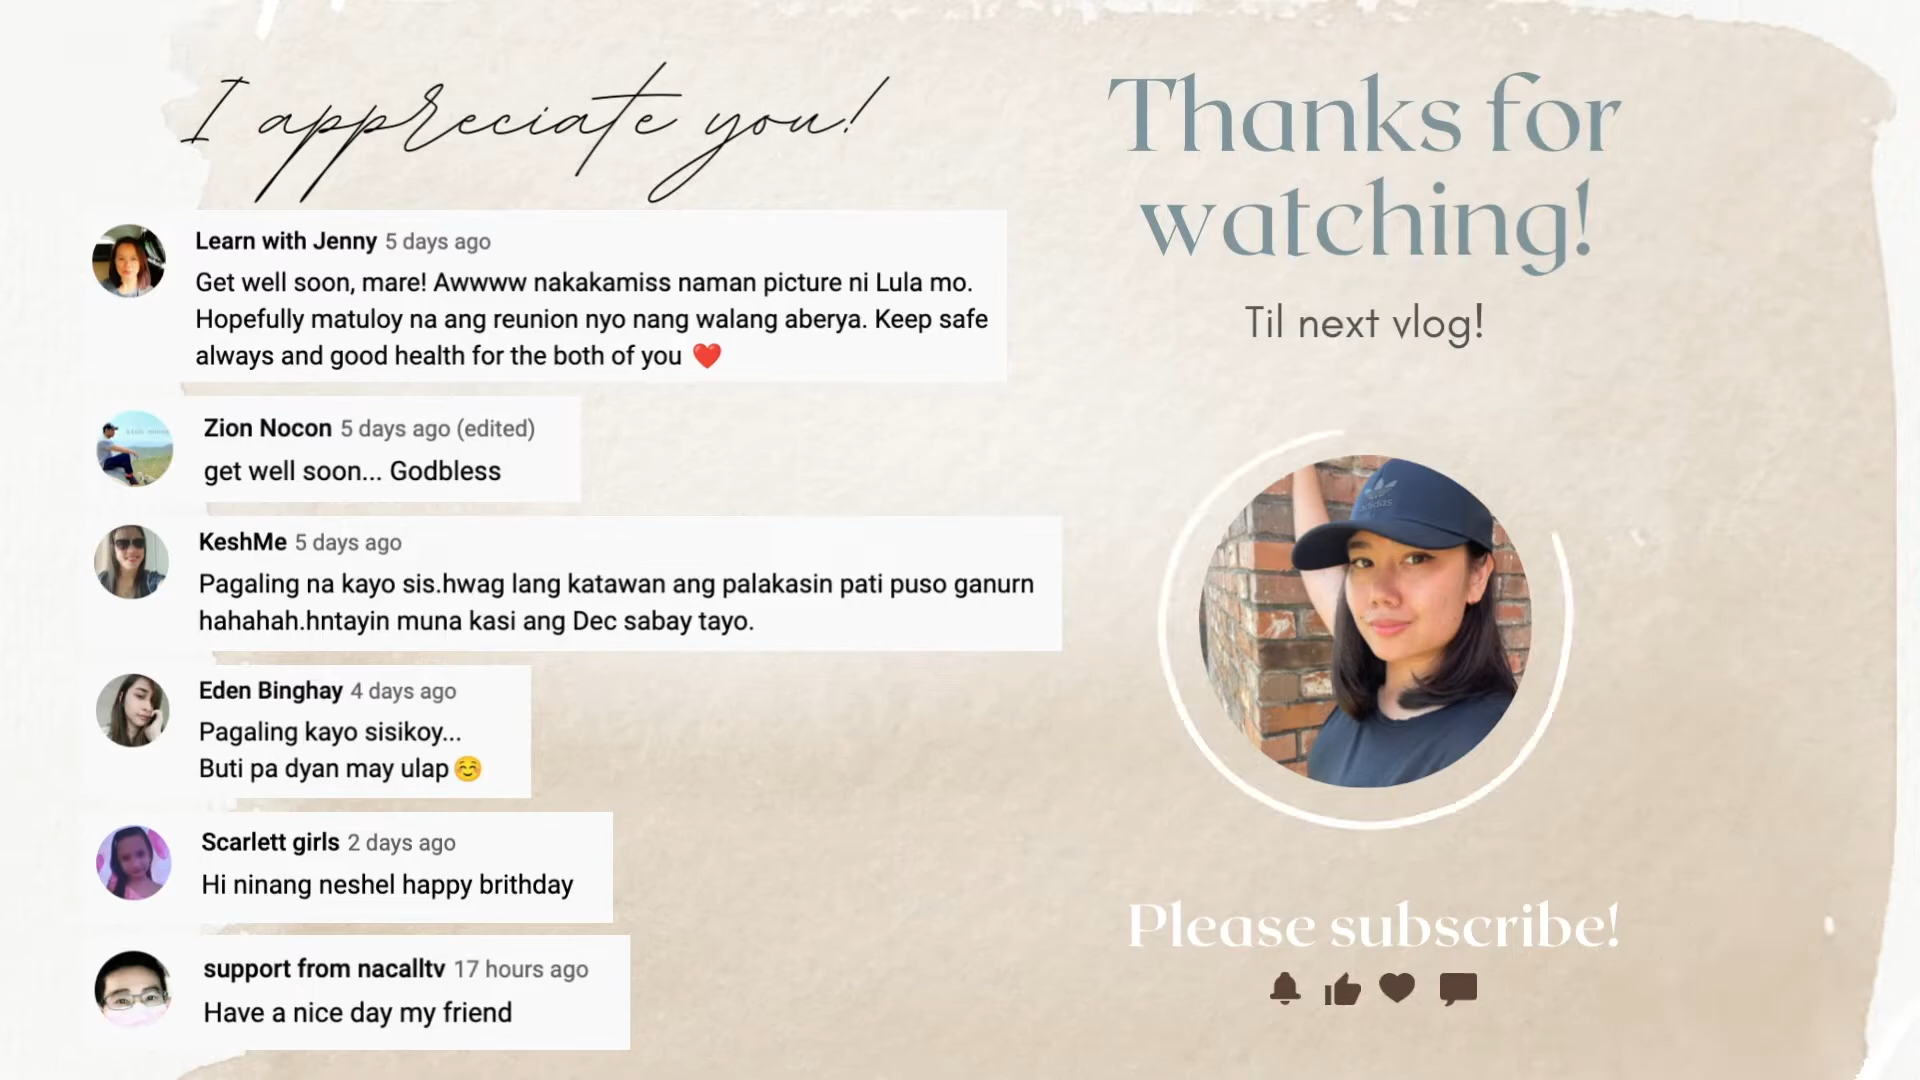 I appreciate you!
Learn with Jenny 5 days ago
Get well soon, mare! Awwww nakakamiss naman picture ni Lula mo.
Hopefully matuloy na ang reunion nyo nang walang aberya. Keep safe
always and good health for the both of you ❤️
Zion Nocon 5 days ago (edited)
get well soon... Godbless
KeshMe 5 days ago
Pagaling na kayo sis.hwag lang katawan ang palakasin pati puso ganurn
hahahah.hntayin muna kasi ang Dec sabay tayo.
Eden Binghay 4 days ago
Pagaling kayo sisikoy...
Buti pa dyan may ulap☺️
Scarlett girls 2 days ago
Hi ninang neshel happy brithday
support from nacalltv 17 hours ago
Have a nice day my friend
Thanks for
watching!
Til next vlog!
adidas
Please subscribe!